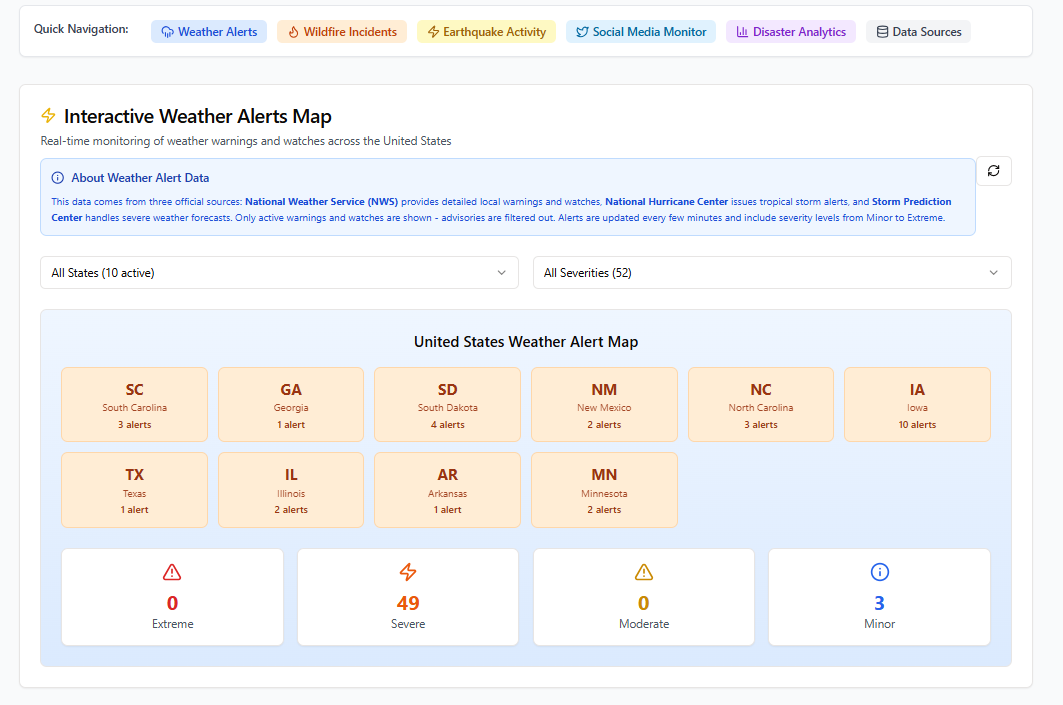 Quick Navigation: Weather Alerts Wildfire Incidents Earthquake Activity Social Media Monitor Disaster Analytics Data Sources
Interactive Weather Alerts Map
Real-time monitoring of weather warnings and watches across the United States
About Weather Alert Data
This data comes from three official sources: National Weather Service (NWS) provides detailed local warnings and watches, National Hurricane Center issues tropical storm alerts, and Storm Prediction
Center handles severe weather forecasts. Only active warnings and watches are shown - advisories are filtered out. Alerts are updated every few minutes and include severity levels from Minor to Extreme.
All States (10 active) All Severities (52)
United States Weather Alert Map
SC GA SD NM NC IA
South Carolina Georgia South Dakota New Mexico North Carolina Iowa
3 alerts 1 alert 4 alerts 2 alerts 3 alerts 10 alerts
TX IL AR MN
Texas Illinois Arkansas Minnesota
1 alert 2 alerts 1 alert 2 alerts
0 49 0 3
Extreme Severe Moderate Minor